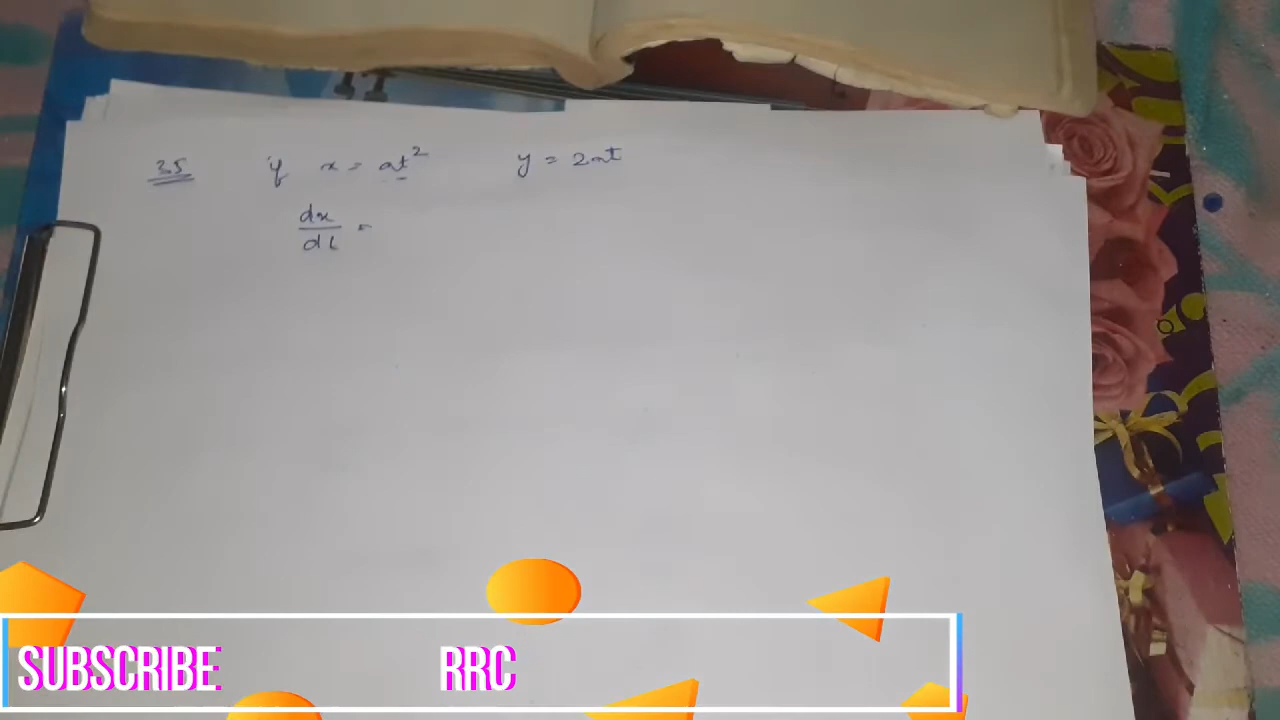 35 if x = at² y = 2at
dx/dt =
SUBSCRIBE RRC